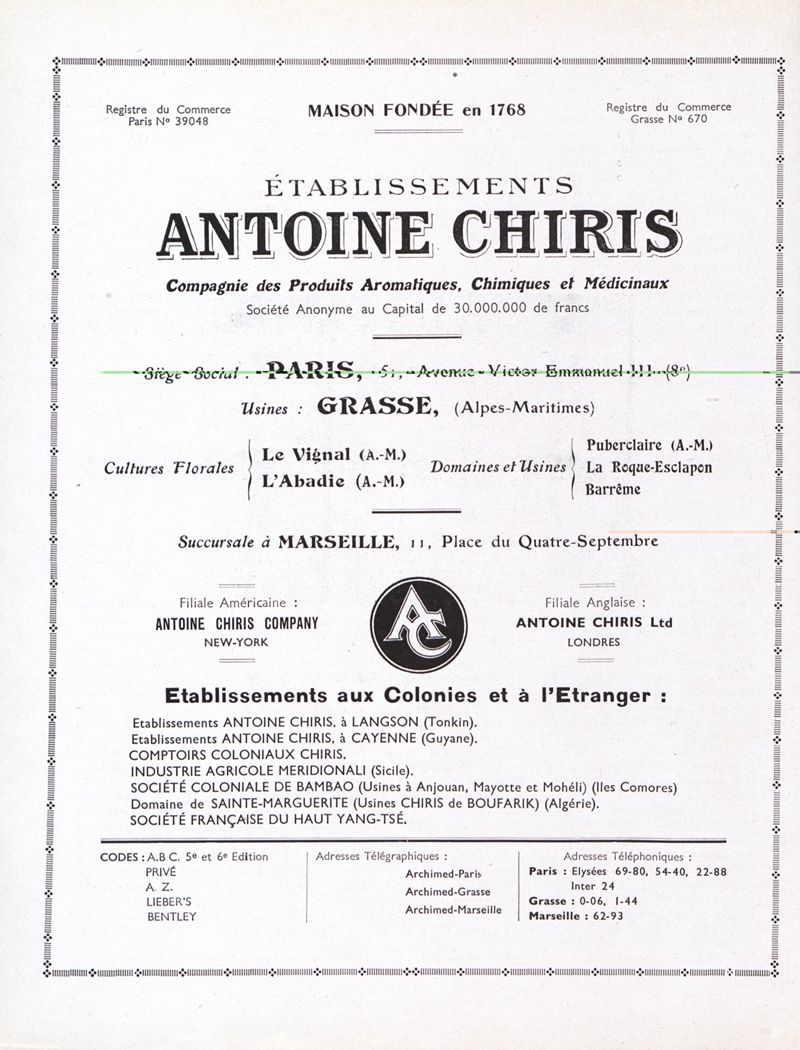 Registre du Commerce
Paris Nº 39048
MAISON FONDÉE en 1768
Registre du Commerce
Grasse Nº 670
ÉTABLISSEMENTS
ANTOINE CHIRIS
Compagnie des Produits Aromatiques, Chimiques et Médicinaux
Société Anonyme au Capital de 30.000.000 de francs
Siège Social : PARIS, 51, Avenue Victor Emmanuel III (8e)
Usines : GRASSE, (Alpes-Maritimes)
Cultures Florales
Le Vignal (A.-M.)
L'Abadie (A.-M.)
Domaines et Usines
Puberclaire (A.-M.)
La Roque-Esclapon
Barrême
Succursale à MARSEILLE, 11, Place du Quatre-Septembre
Filiale Américaine :
ANTOINE CHIRIS COMPANY
NEW-YORK
AC
Filiale Anglaise :
ANTOINE CHIRIS Ltd
LONDRES
Etablissements aux Colonies et à l'Etranger :
Etablissements ANTOINE CHIRIS, à LANGSON (Tonkin).
Etablissements ANTOINE CHIRIS, à CAYENNE (Guyane).
COMPTOIRS COLONIAUX CHIRIS.
INDUSTRIE AGRICOLE MERIDIONALI (Sicile).
SOCIÉTÉ COLONIALE DE BAMBAO (Usines à Anjouan, Mayotte et Mohéli) (Iles Comores)
Domaine de SAINTE-MARGUERITE (Usines CHIRIS de BOUFARIK) (Algérie).
SOCIÉTÉ FRANÇAISE DU HAUT YANG-TSÉ.
CODES : A.B.C. 5e et 6e Edition
PRIVÉ
A. Z.
LIEBER'S
BENTLEY
Adresses Télégraphiques :
Archimed-Paris
Archimed-Grasse
Archimed-Marseille
Adresses Téléphoniques :
Paris : Elysées 69-80, 54-40, 22-88
Inter 24
Grasse : 0-06, 1-44
Marseille : 62-93